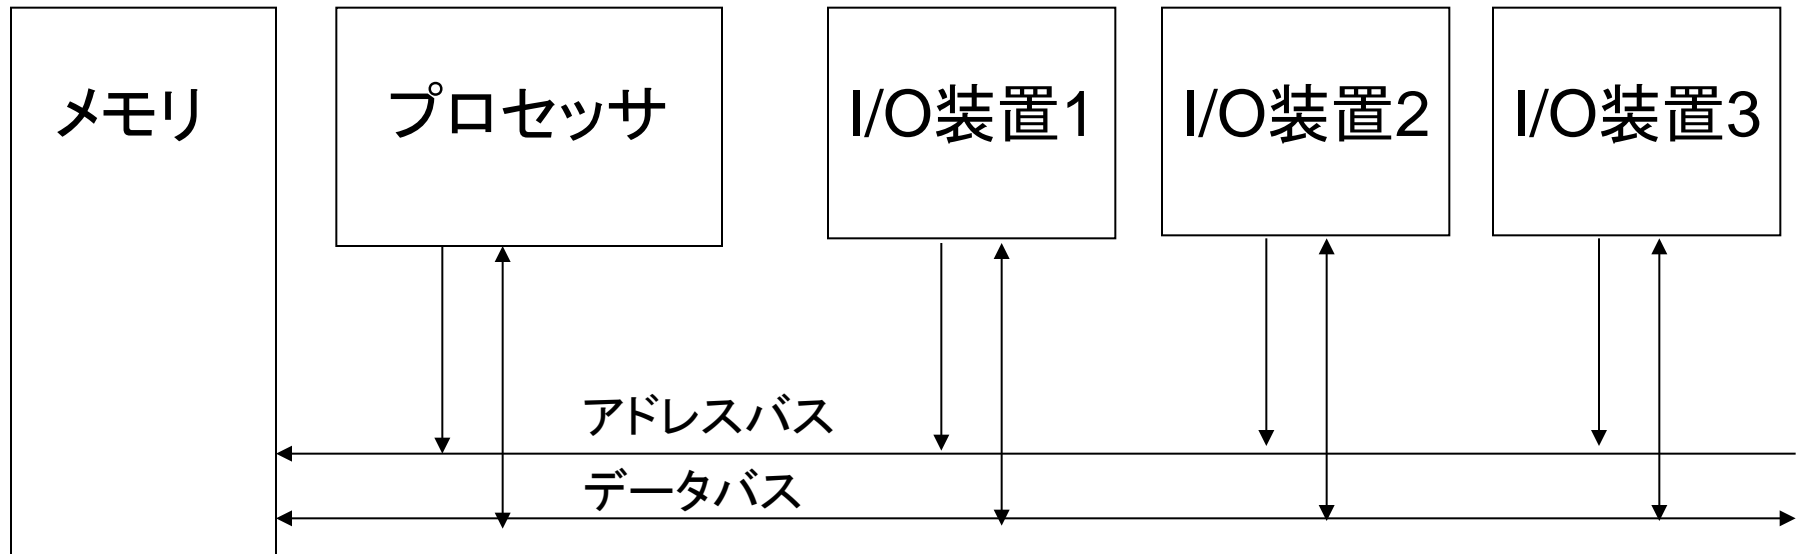 メモリ
プロセッサ
I/O装置1
I/O装置2
I/O装置3
アドレスバス
データバス